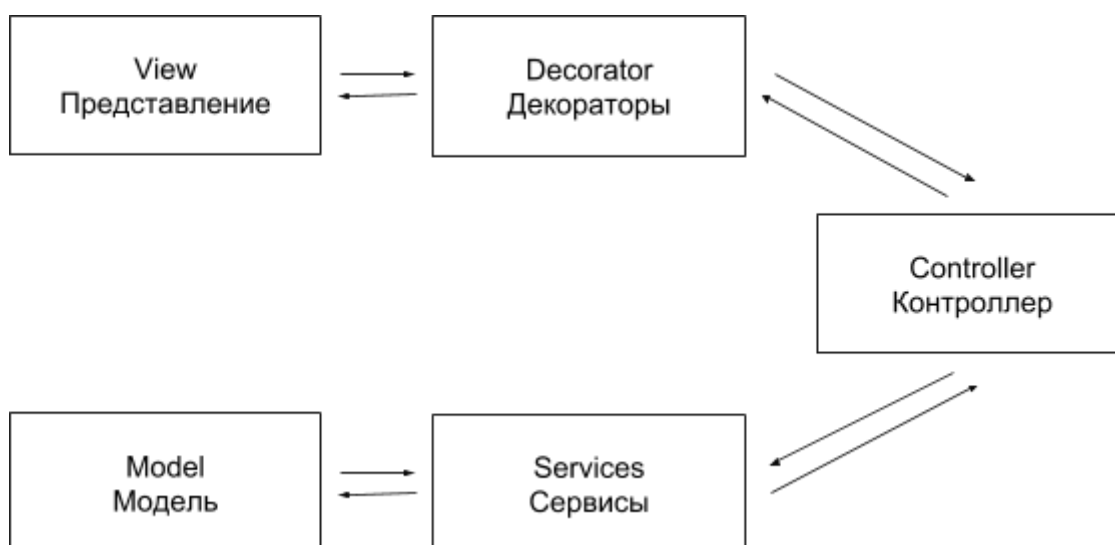 View
Представление
Decorator
Декораторы
Controller
Контроллер
Model
Модель
Services
Сервисы